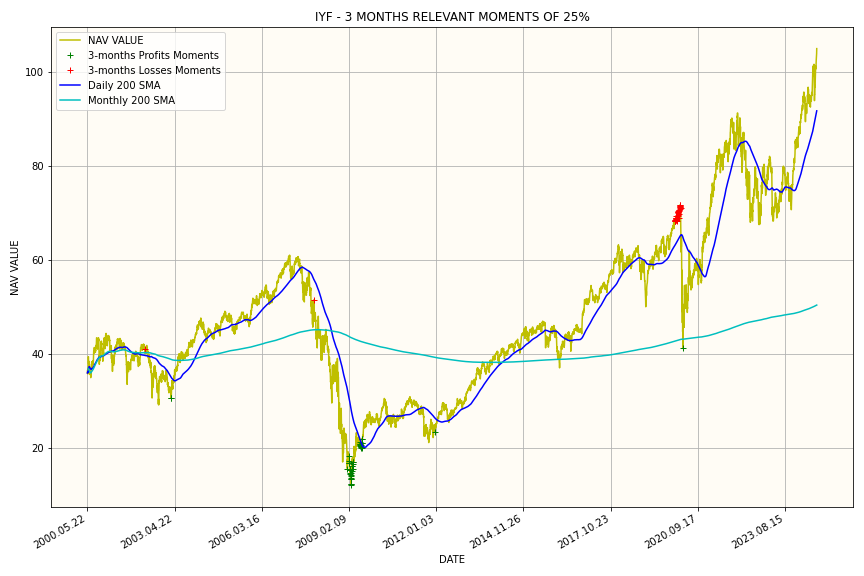 IYF - 3 MONTHS RELEVANT MOMENTS OF 25%
NAV VALUE
3-months Profits Moments
3-months Losses Moments
Daily 200 SMA
Monthly 200 SMA
NAV VALUE
100
80
60
40
20
2000.05.22
2003.04.22
2006.03.16
2009.02.09
2012.01.03
2014.11.26
2017.10.23
2020.09.17
2023.08.15
DATE